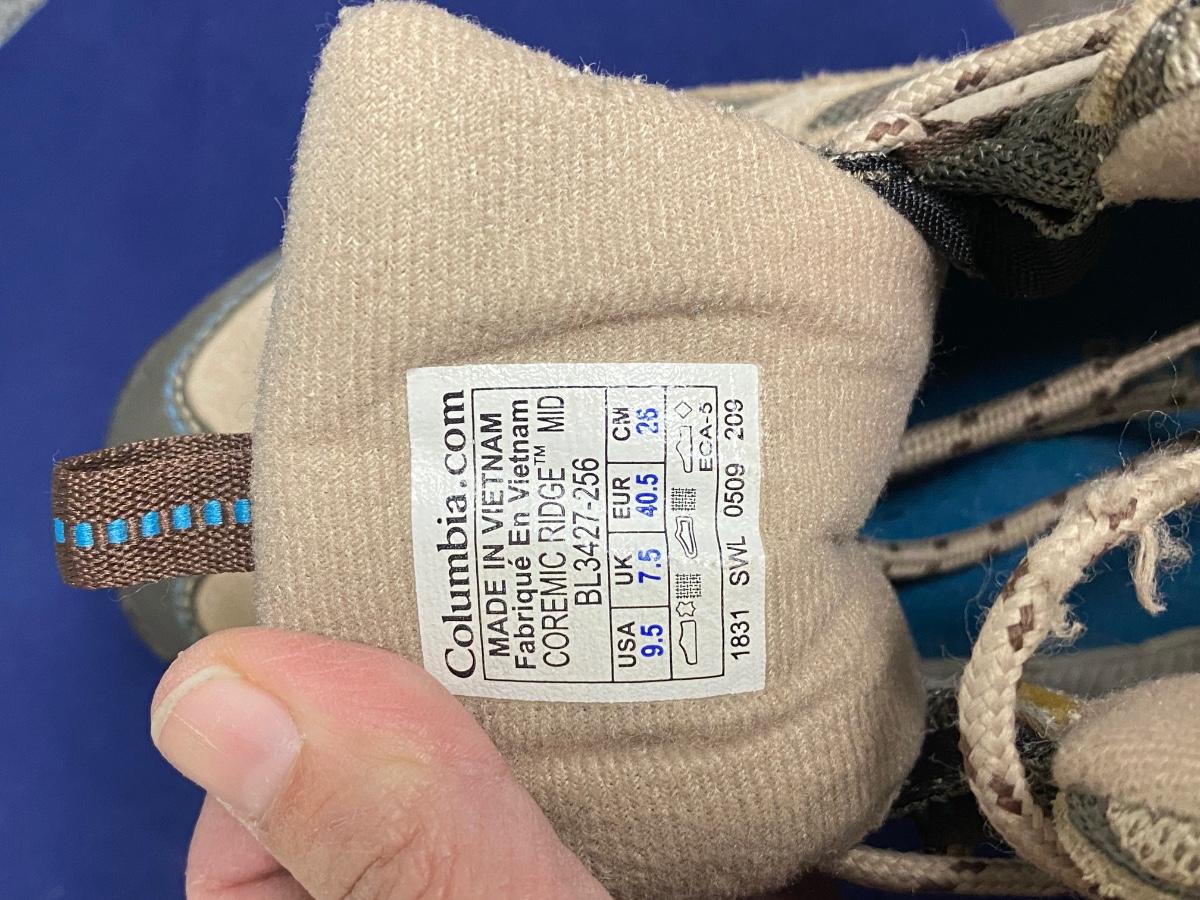 Columbia.com
MADE IN VIETNAM
Fabriqué En Vietnam
COREMIC RIDGE™ MID
BL3427-256
USA UK EUR CM
9.5 7.5 40.5 26
ECA-5
1831 SWL 0509 209